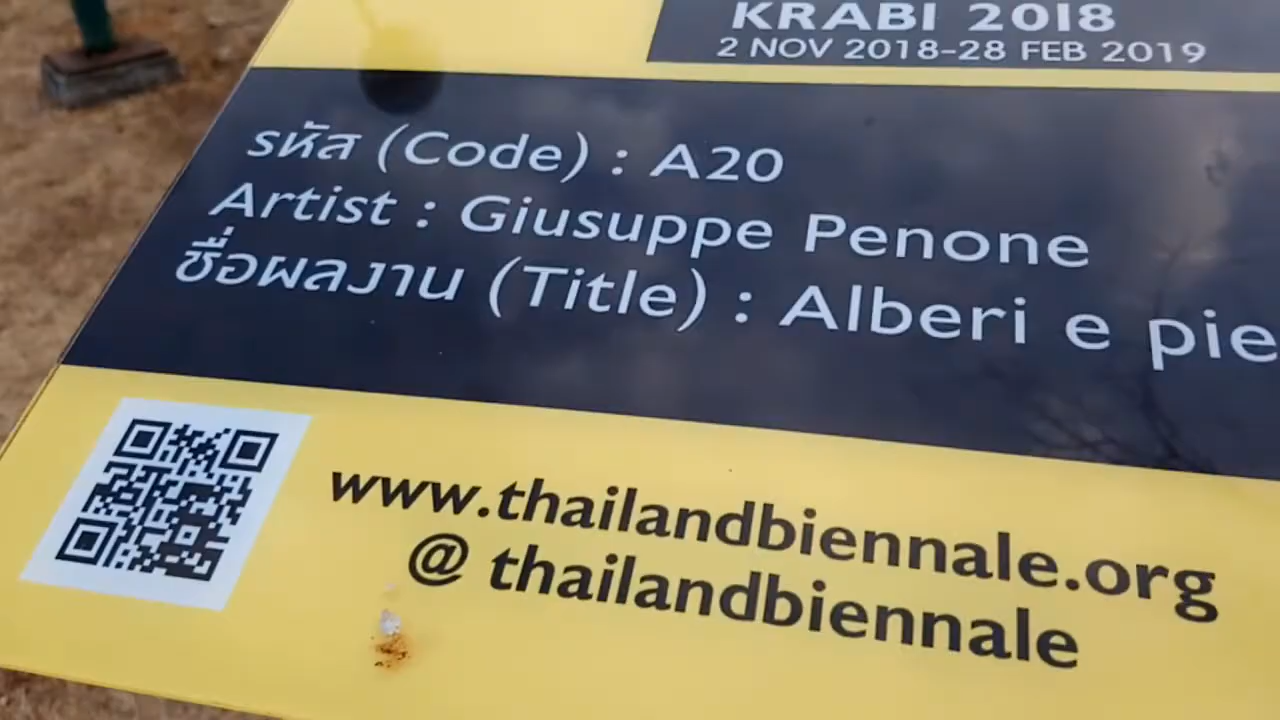 KRABI 2018
2 NOV 2018-28 FEB 2019
รหัส (Code) : A20
Artist : Giusuppe Penone
ชื่อผลงาน (Title) : Alberi e pie
www.thailandbiennale.org
@ thailandbiennale